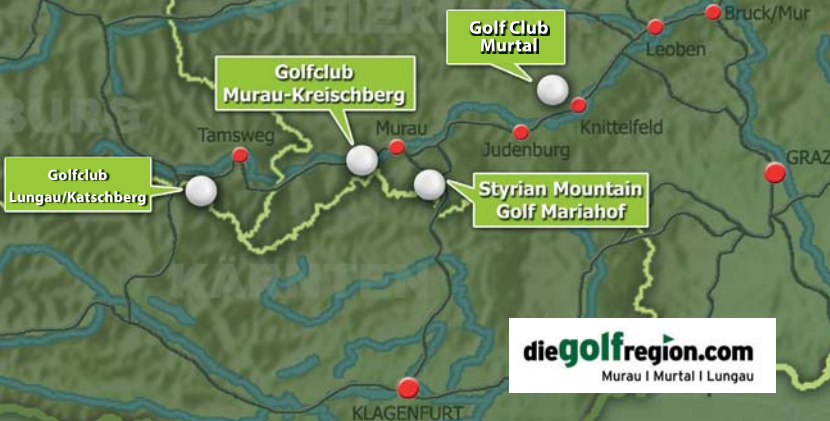 Golf Club
Murtal
Bruck/Mur
Leoben
Golfclub
Murau-Kreischberg
Knittelfeld
Murau
Tamsweg
Judenburg
GRAZ
Golfclub
Lungau/Katschberg
Styrian Mountain
Golf Mariahof
KÄRNTEN
diegolfregion.com
Murau I Murtal I Lungau
KLAGENFURT